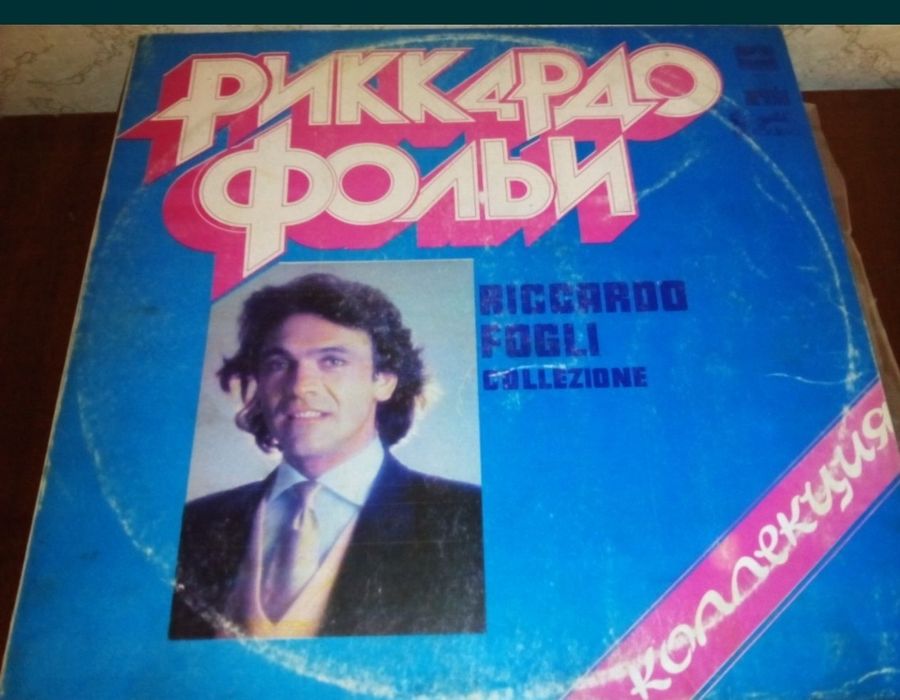 РИККАРДО
ФОЛЬИ
RICCARDO
FOGLI
COLLEZIONE
коллекция